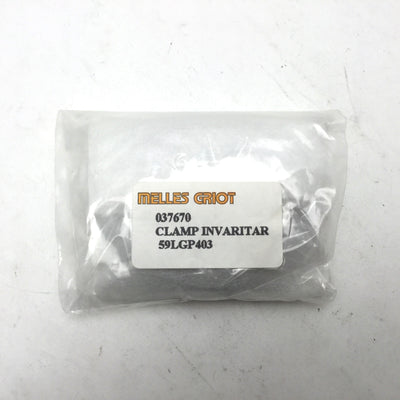 MELLES GRIOT
037670
CLAMP INVARITAR
59LGP403